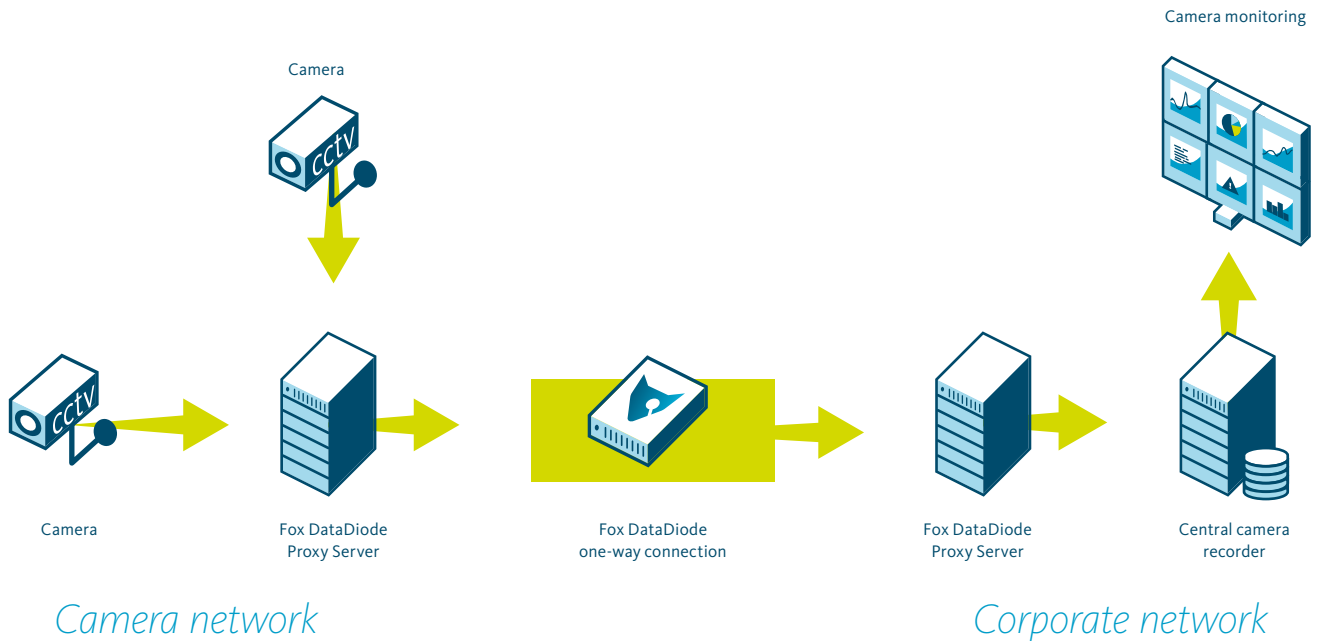 Camera monitoring
Camera
cctv
cctv
Camera
Fox DataDiode
Proxy Server
Fox DataDiode
one-way connection
Fox DataDiode
Proxy Server
Central camera
recorder
Camera network
Corporate network